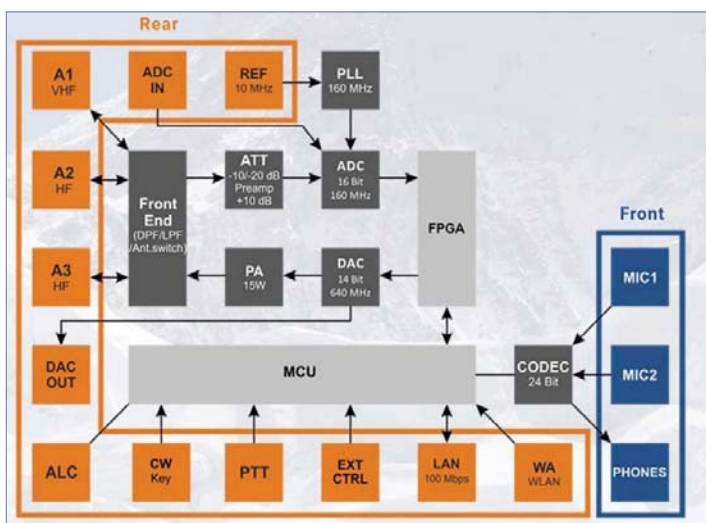 Rear
A1
VHF
ADC
IN
REF
10 MHz
PLL
160 MHz
A2
HF
Front
End
(DPF/LPF
/Ant.switch)
ATT
-10/-20 dB
Preamp
+10 dB
ADC
16 Bit
160 MHz
FPGA
Front
A3
HF
PA
15W
DAC
14 Bit
640 MHz
MIC1
DAC
OUT
MCU
CODEC
24 Bit
MIC2
ALC
CW
Key
PTT
EXT
CTRL
LAN
100 Mbps
WA
WLAN
PHONES